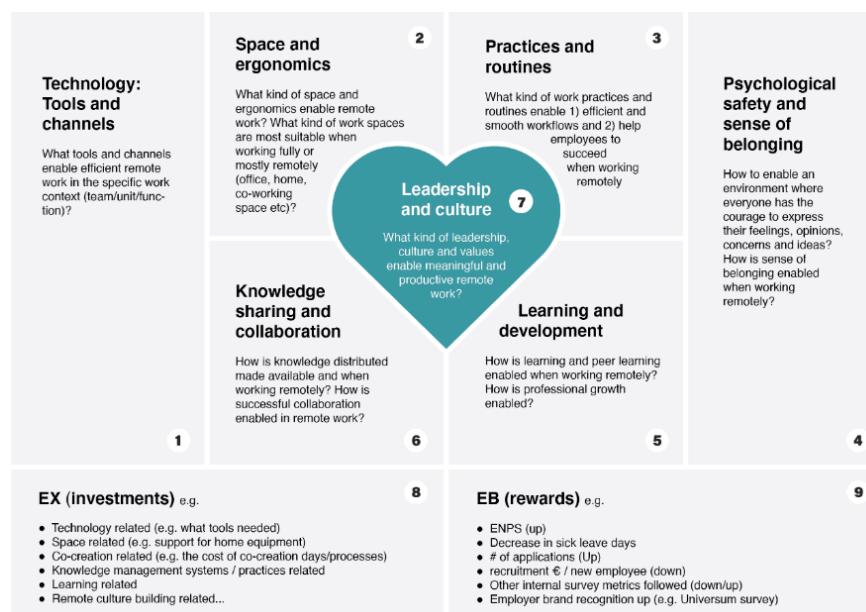 Technology:
Tools and
channels
What tools and channels
enable efficient remote
work in the specific work
context (team/unit/func-
tion)?
1
Space and
ergonomics
2
What kind of space and
ergonomics enable remote
work? What kind of work spaces
are most suitable when
working fully or
mostly remotely
(office, home,
co-working
space etc)?
Practices and
routines
3
What kind of work practices and
routines enable 1) efficient and
smooth workflows and 2) help
employees to
succeed
when working
remotely
Psychological
safety and
sense of
belonging
How to enable an
environment where
everyone has the
courage to express
their feelings, opinions,
concerns and ideas?
How is sense of
belonging enabled
when working
remotely?
4
Leadership
and culture
7
What kind of leadership,
culture and values
enable meaningful and
productive remote
work?
Knowledge
sharing and
collaboration
How is knowledge distributed
made available and when
working remotely? How is
successful collaboration
enabled in remote work?
6
Learning and
development
How is learning and peer learning
enabled when working remotely?
How is professional growth
enabled?
5
EX (investments) e.g.
8
● Technology related (e.g. what tools needed)
● Space related (e.g. support for home equipment)
● Co-creation related (e.g. the cost of co-creation days/processes)
● Knowledge management systems / practices related
● Learning related
● Remote culture building related...
EB (rewards) e.g.
9
● ENPS (up)
● Decrease in sick leave days
● # of applications (Up)
● recruitment € / new employee (down)
● Other internal survey metrics followed (down/up)
● Employer brand recognition up (e.g. Universum survey)